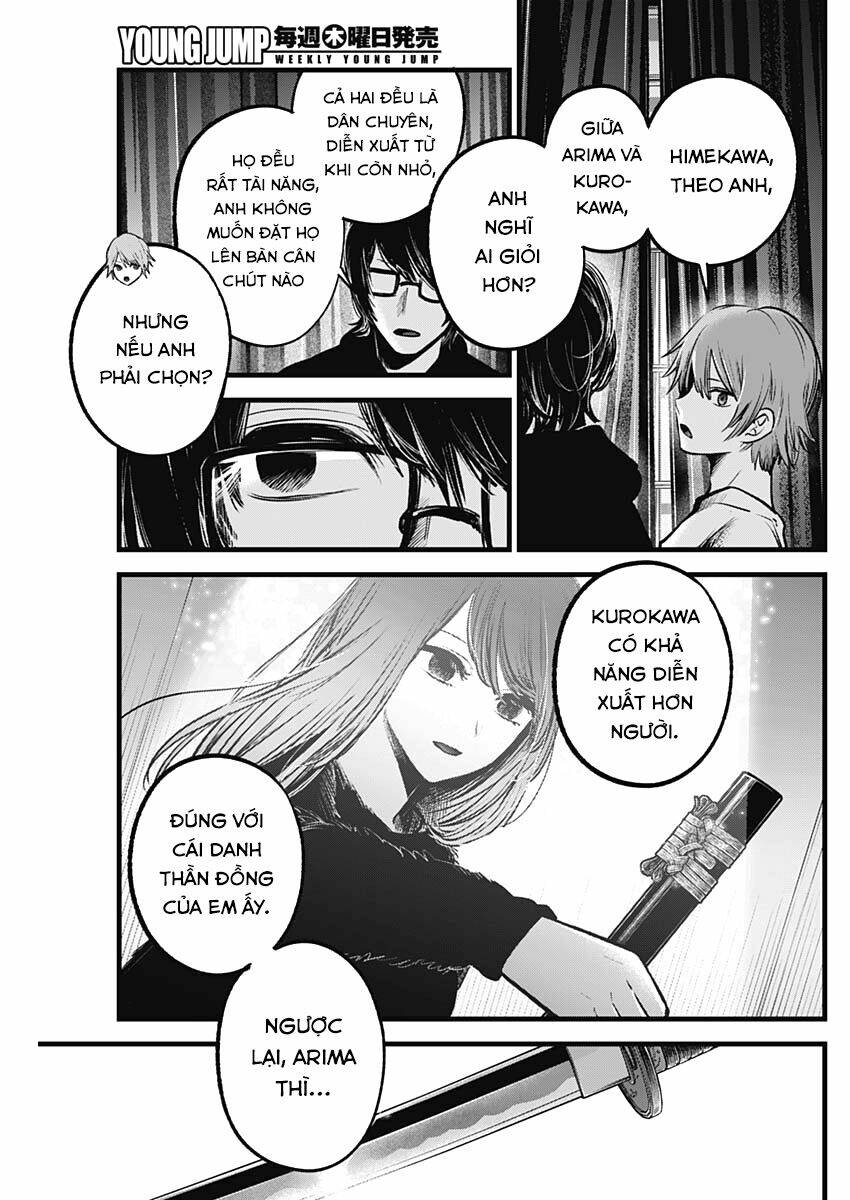 YOUNG JUMP 毎週木曜日発売
WEEKLY YOUNG JUMP
HIMEKAWA,
THEO ANH,
GIỮA
ARIMA VÀ
KURO-
KAWA,
ANH
NGHĨ
AI GIỎI
HƠN?
CẢ HAI ĐỀU LÀ
DÂN CHUYÊN,
DIỄN XUẤT TỪ
KHI CÒN NHỎ,
HỌ ĐỀU
RẤT TÀI NĂNG,
ANH KHÔNG
MUỐN ĐẶT HỌ
LÊN BÀN CÂN
CHÚT NÀO
NHƯNG
NẾU ANH
PHẢI CHỌN?
KUROKAWA
CÓ KHẢ
NĂNG DIỄN
XUẤT HƠN
NGƯỜI.
ĐÚNG VỚI
CÁI DANH
THẦN ĐỒNG
CỦA EM ẤY.
NGƯỢC
LẠI, ARIMA
THÌ...